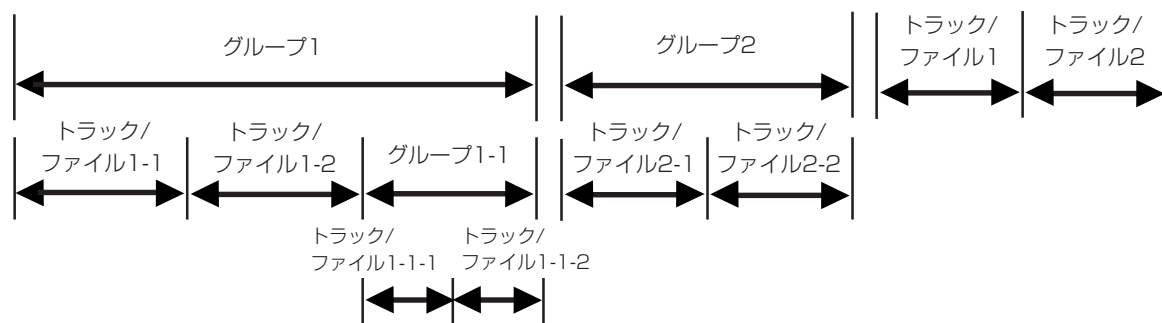 グループ1
グループ2
トラック/
ファイル1
トラック/
ファイル2
トラック/
ファイル1-1
トラック/
ファイル1-2
グループ1-1
トラック/
ファイル2-1
トラック/
ファイル2-2
トラック/
ファイル1-1-1
トラック/
ファイル1-1-2